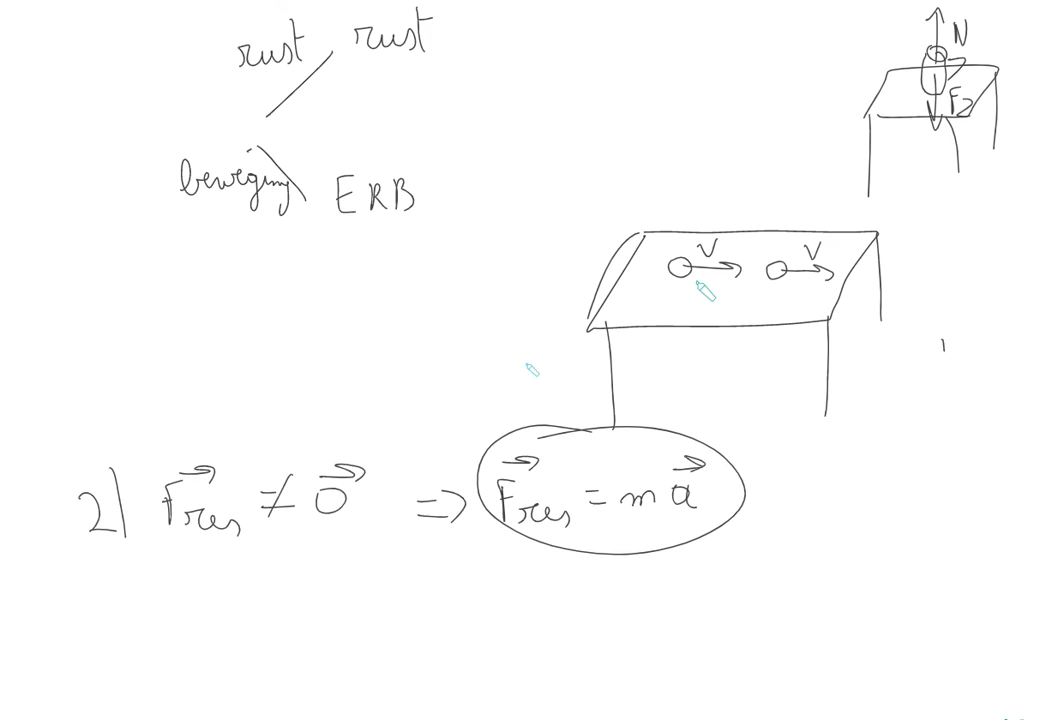 rust rust
beweging ERB
N
Fz
v v
2) F⃗res ≠ 0⃗ ⇒ F⃗res = m a⃗